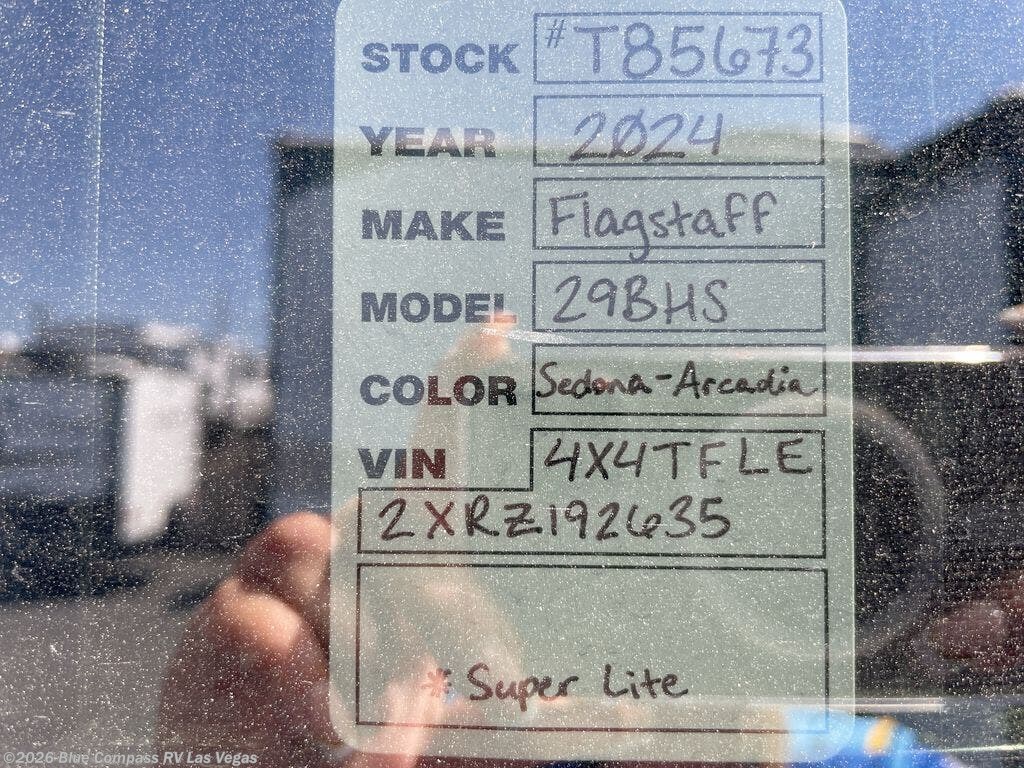 STOCK #T85673
YEAR 2024
MAKE Flagstaff
MODEL 29BHS
COLOR Sedona-Arcadia
VIN 4X4TFLE
2XRZ192635
* Super Lite
©2026 Blue Compass RV Las Vegas